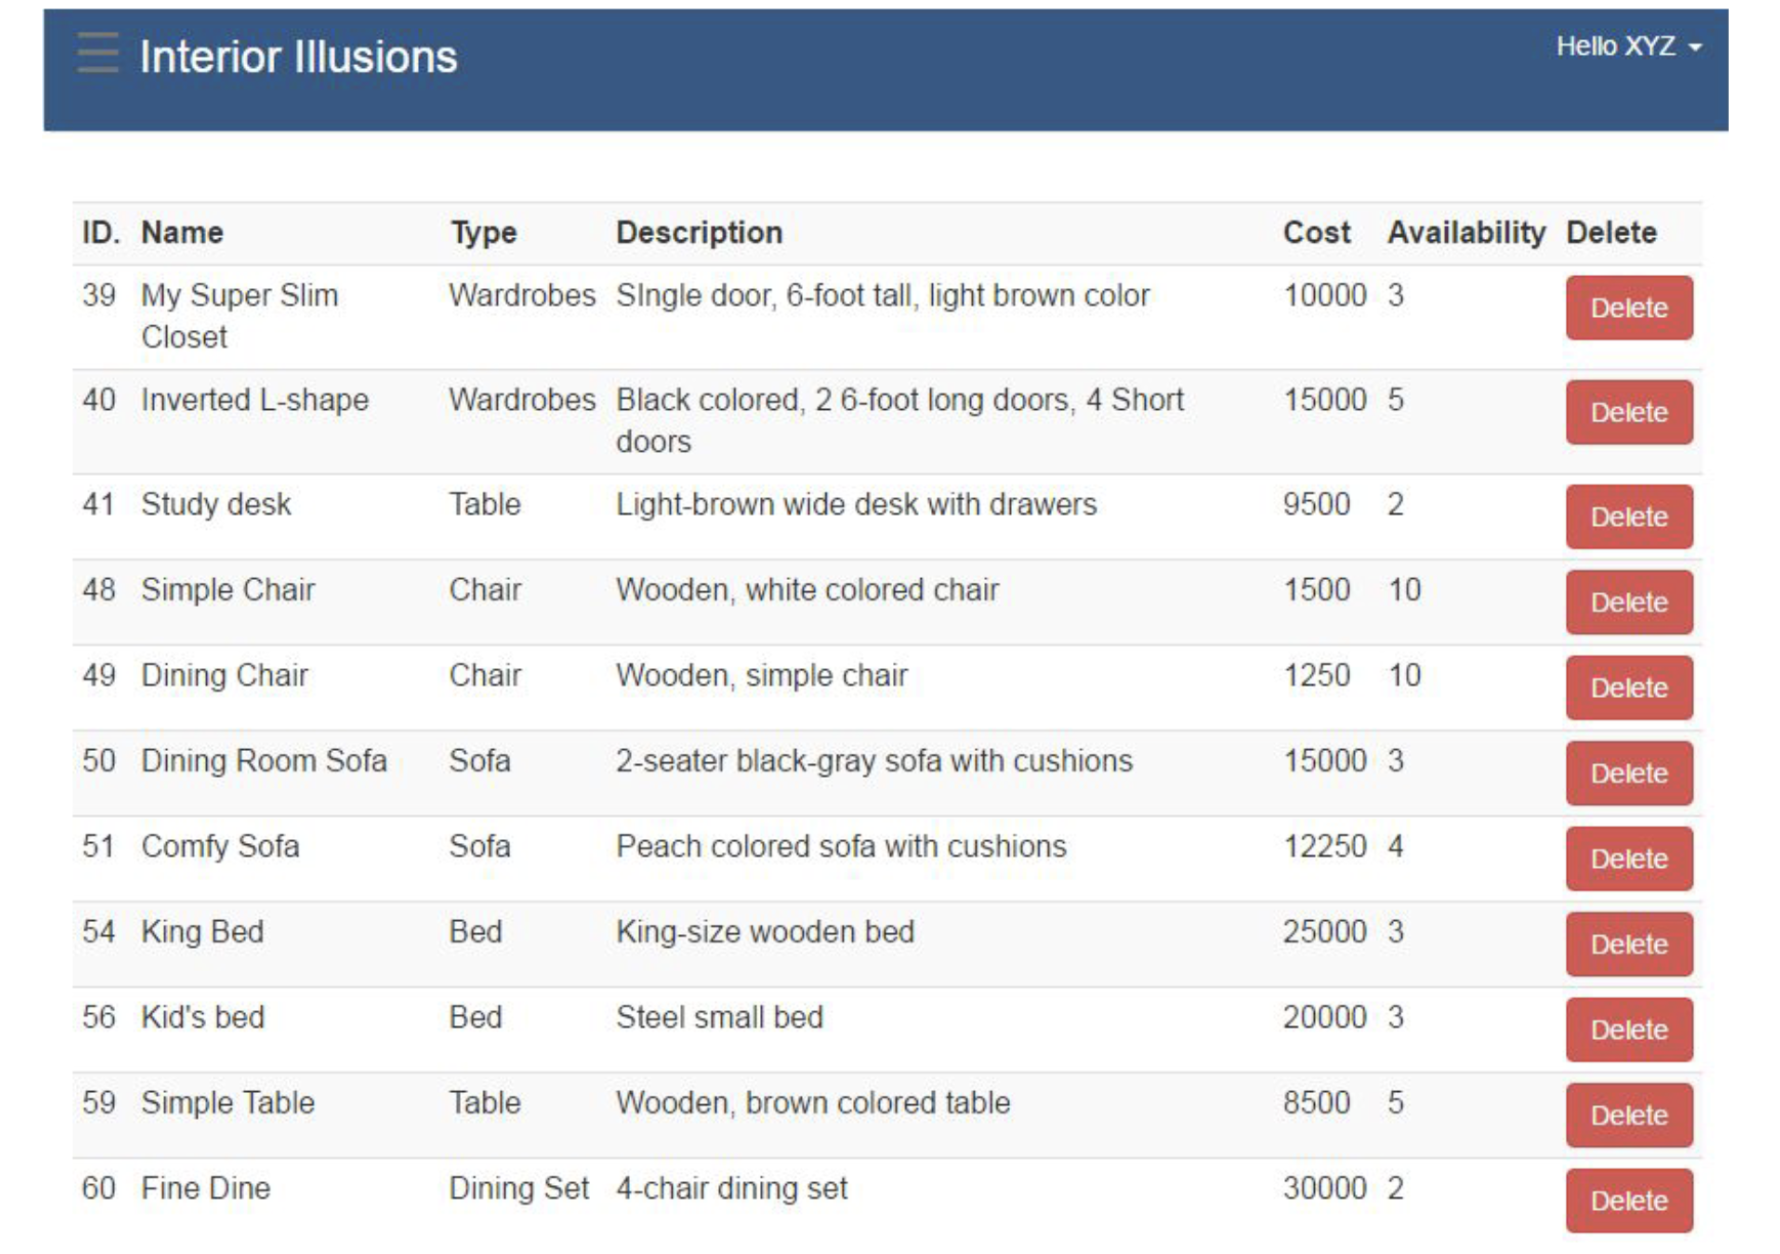 Interior Illusions Hello XYZ
ID. Name Type Description Cost Availability Delete
39 My Super Slim Wardrobes SIngle door, 6-foot tall, light brown color 10000 3 Delete
Closet
40 Inverted L-shape Wardrobes Black colored, 2 6-foot long doors, 4 Short 15000 5 Delete
doors
41 Study desk Table Light-brown wide desk with drawers 9500 2 Delete
48 Simple Chair Chair Wooden, white colored chair 1500 10 Delete
49 Dining Chair Chair Wooden, simple chair 1250 10 Delete
50 Dining Room Sofa Sofa 2-seater black-gray sofa with cushions 15000 3 Delete
51 Comfy Sofa Sofa Peach colored sofa with cushions 12250 4 Delete
54 King Bed Bed King-size wooden bed 25000 3 Delete
56 Kid's bed Bed Steel small bed 20000 3 Delete
59 Simple Table Table Wooden, brown colored table 8500 5 Delete
60 Fine Dine Dining Set 4-chair dining set 30000 2 Delete